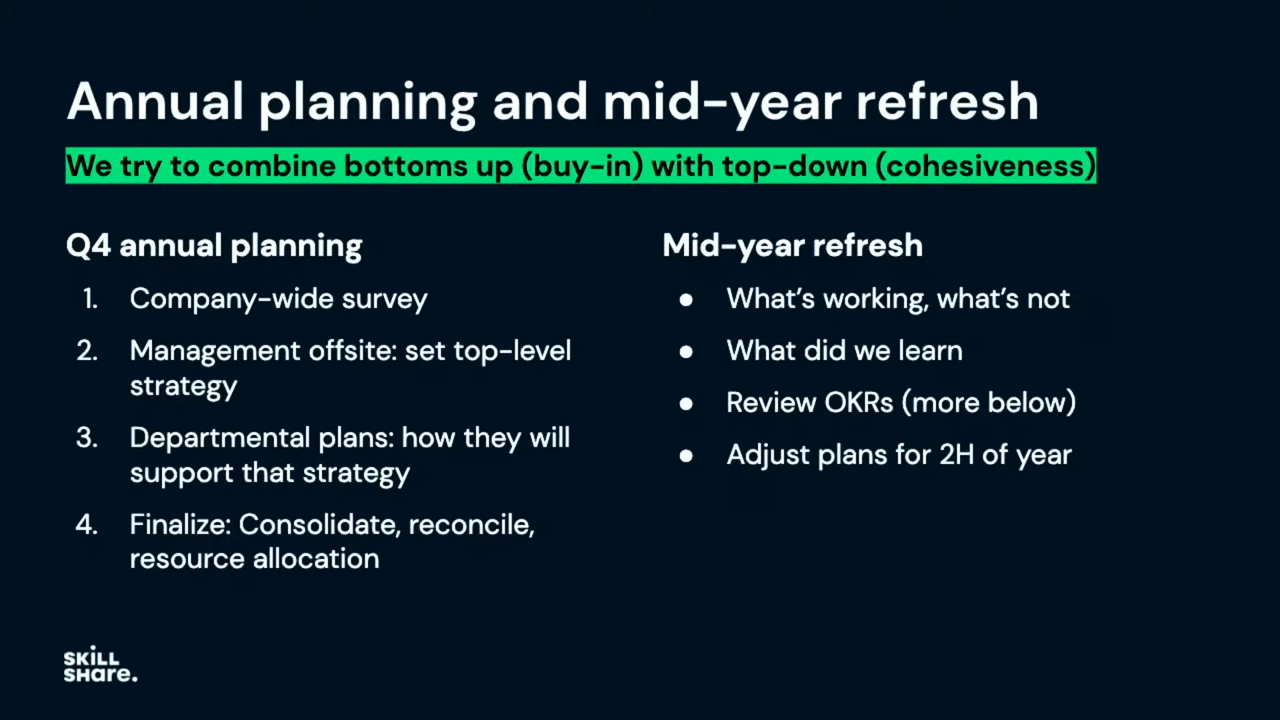 Annual planning and mid-year refresh
We try to combine bottoms up (buy-in) with top-down (cohesiveness)
Q4 annual planning
1. Company-wide survey
2. Management offsite: set top-level
strategy
3. Departmental plans: how they will
support that strategy
4. Finalize: Consolidate, reconcile,
resource allocation
Mid-year refresh
● What’s working, what’s not
● What did we learn
● Review OKRs (more below)
● Adjust plans for 2H of year
SKiLL
SHare.